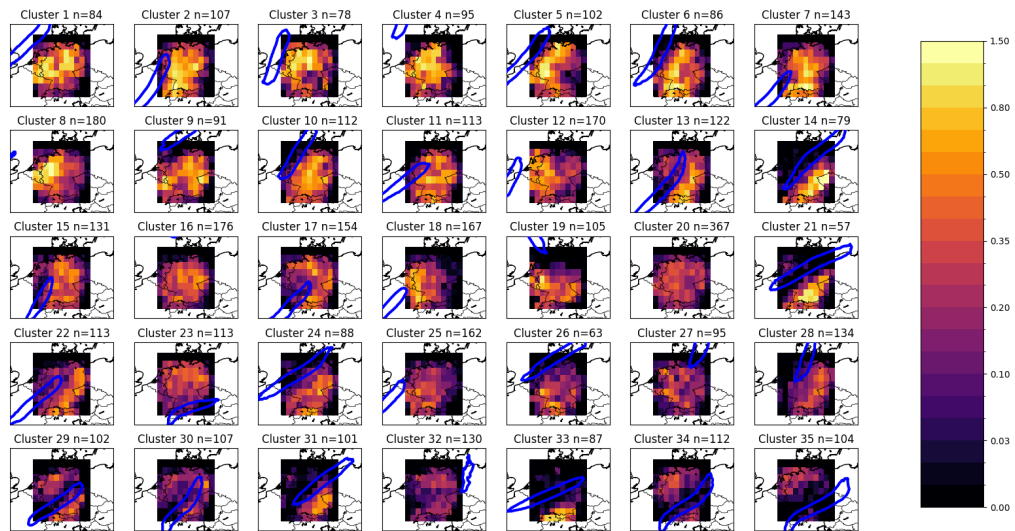 Cluster 1 n=84
Cluster 2 n=107
Cluster 3 n=78
Cluster 4 n=95
Cluster 5 n=102
Cluster 6 n=86
Cluster 7 n=143
Cluster 8 n=180
Cluster 9 n=91
Cluster 10 n=112
Cluster 11 n=113
Cluster 12 n=170
Cluster 13 n=122
Cluster 14 n=79
Cluster 15 n=131
Cluster 16 n=176
Cluster 17 n=154
Cluster 18 n=167
Cluster 19 n=105
Cluster 20 n=367
Cluster 21 n=57
Cluster 22 n=113
Cluster 23 n=113
Cluster 24 n=88
Cluster 25 n=162
Cluster 26 n=63
Cluster 27 n=95
Cluster 28 n=134
Cluster 29 n=102
Cluster 30 n=107
Cluster 31 n=101
Cluster 32 n=130
Cluster 33 n=87
Cluster 34 n=112
Cluster 35 n=104
1.50
0.80
0.50
0.35
0.20
0.10
0.03
0.00